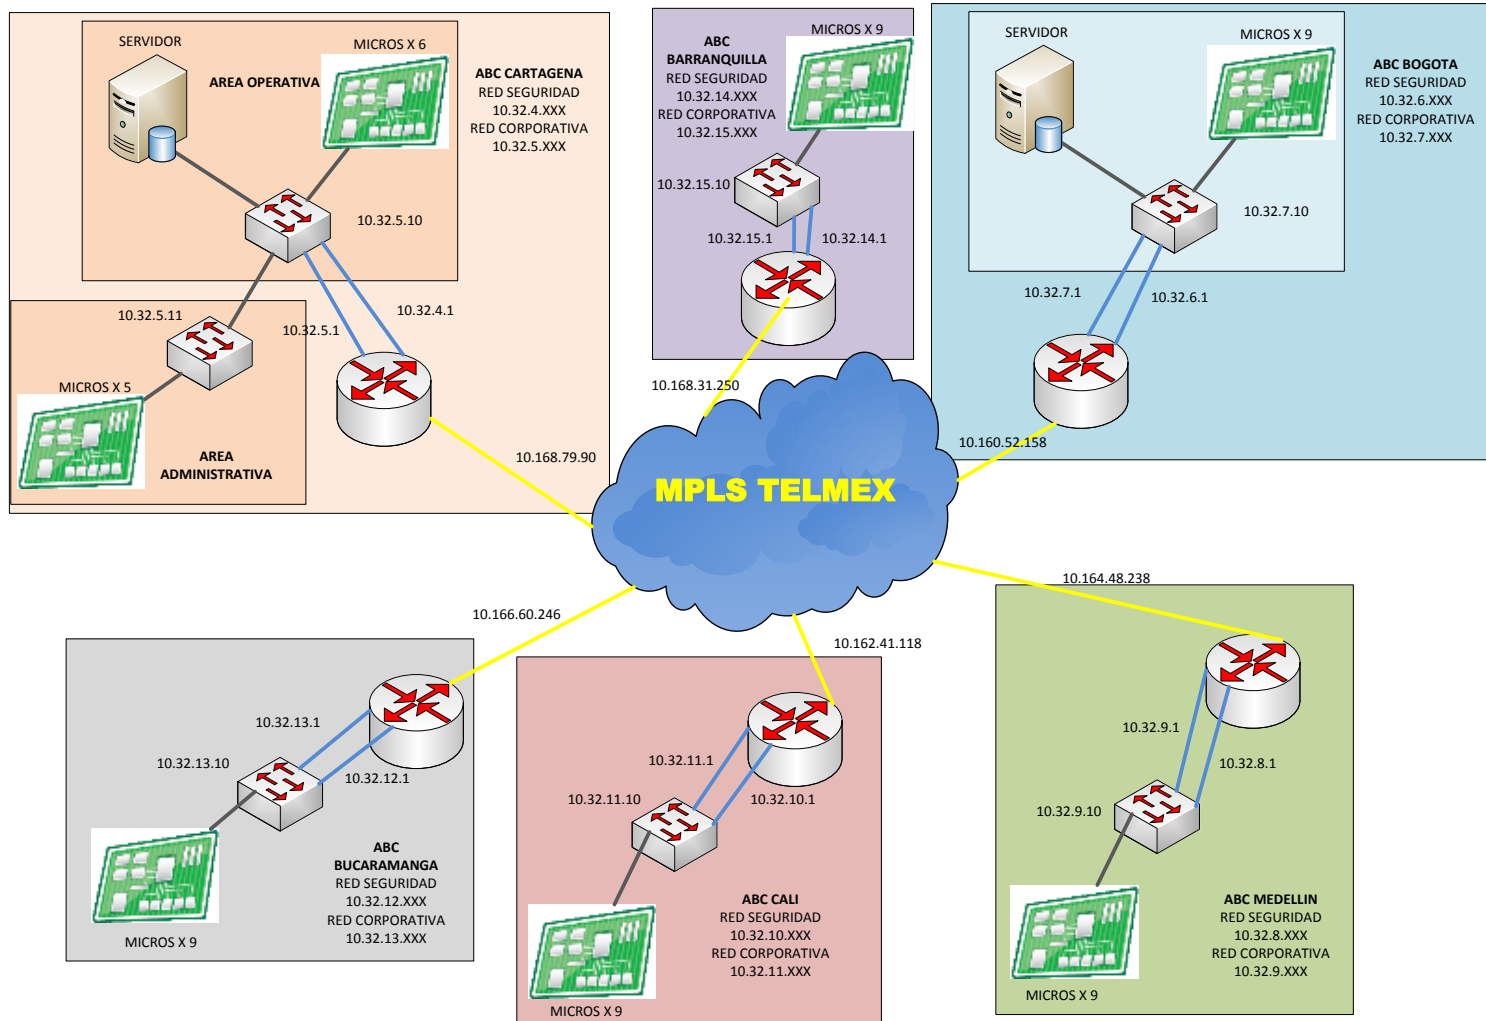 SERVIDOR
MICROS X 6
AREA OPERATIVA
ABC CARTAGENA
RED SEGURIDAD
10.32.4.XXX
RED CORPORATIVA
10.32.5.XXX
10.32.5.10
10.32.4.1
10.32.5.1
10.32.5.11
MICROS X 5
AREA
ADMINISTRATIVA
10.168.79.90
MICROS X 9
ABC
BARRANQUILLA
RED SEGURIDAD
10.32.14.XXX
RED CORPORATIVA
10.32.15.XXX
10.32.15.10
10.32.15.1
10.32.14.1
10.168.31.250
SERVIDOR
MICROS X 9
ABC BOGOTA
RED SEGURIDAD
10.32.6.XXX
RED CORPORATIVA
10.32.7.XXX
10.32.7.10
10.32.7.1
10.32.6.1
10.160.52.158
MPLS TELMEX
10.166.60.246
10.32.13.1
10.32.13.10
10.32.12.1
ABC
BUCARAMANGA
RED SEGURIDAD
10.32.12.XXX
RED CORPORATIVA
10.32.13.XXX
MICROS X 9
10.162.41.118
10.32.11.1
10.32.11.10
10.32.10.1
ABC CALI
RED SEGURIDAD
10.32.10.XXX
RED CORPORATIVA
10.32.11.XXX
MICROS X 9
10.164.48.238
10.32.9.1
10.32.8.1
10.32.9.10
ABC MEDELLIN
RED SEGURIDAD
10.32.8.XXX
RED CORPORATIVA
10.32.9.XXX
MICROS X 9